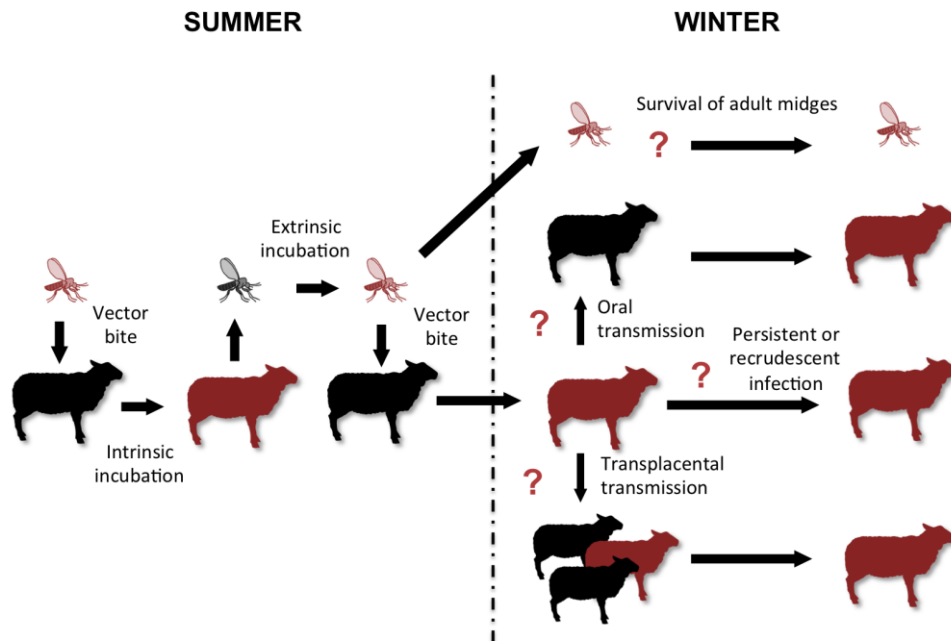 SUMMER
WINTER
Survival of adult midges
?
Extrinsic
incubation
Vector
bite
Vector
bite
Intrinsic
incubation
?
Oral
transmission
?
Persistent or
recrudescent
infection
?
Transplacental
transmission